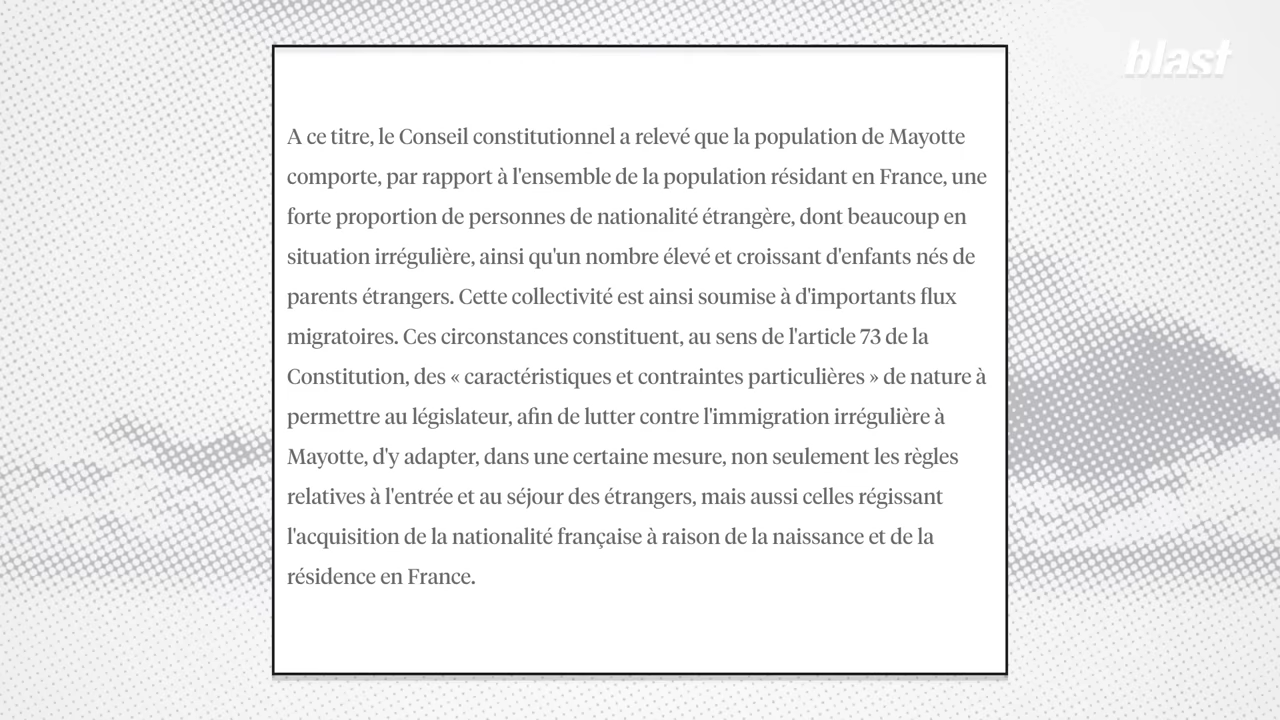 blast
A ce titre, le Conseil constitutionnel a relevé que la population de Mayotte
comporte, par rapport à l'ensemble de la population résidant en France, une
forte proportion de personnes de nationalité étrangère, dont beaucoup en
situation irrégulière, ainsi qu'un nombre élevé et croissant d'enfants nés de
parents étrangers. Cette collectivité est ainsi soumise à d'importants flux
migratoires. Ces circonstances constituent, au sens de l'article 73 de la
Constitution, des « caractéristiques et contraintes particulières » de nature à
permettre au législateur, afin de lutter contre l'immigration irrégulière à
Mayotte, d'y adapter, dans une certaine mesure, non seulement les règles
relatives à l'entrée et au séjour des étrangers, mais aussi celles régissant
l'acquisition de la nationalité française à raison de la naissance et de la
résidence en France.